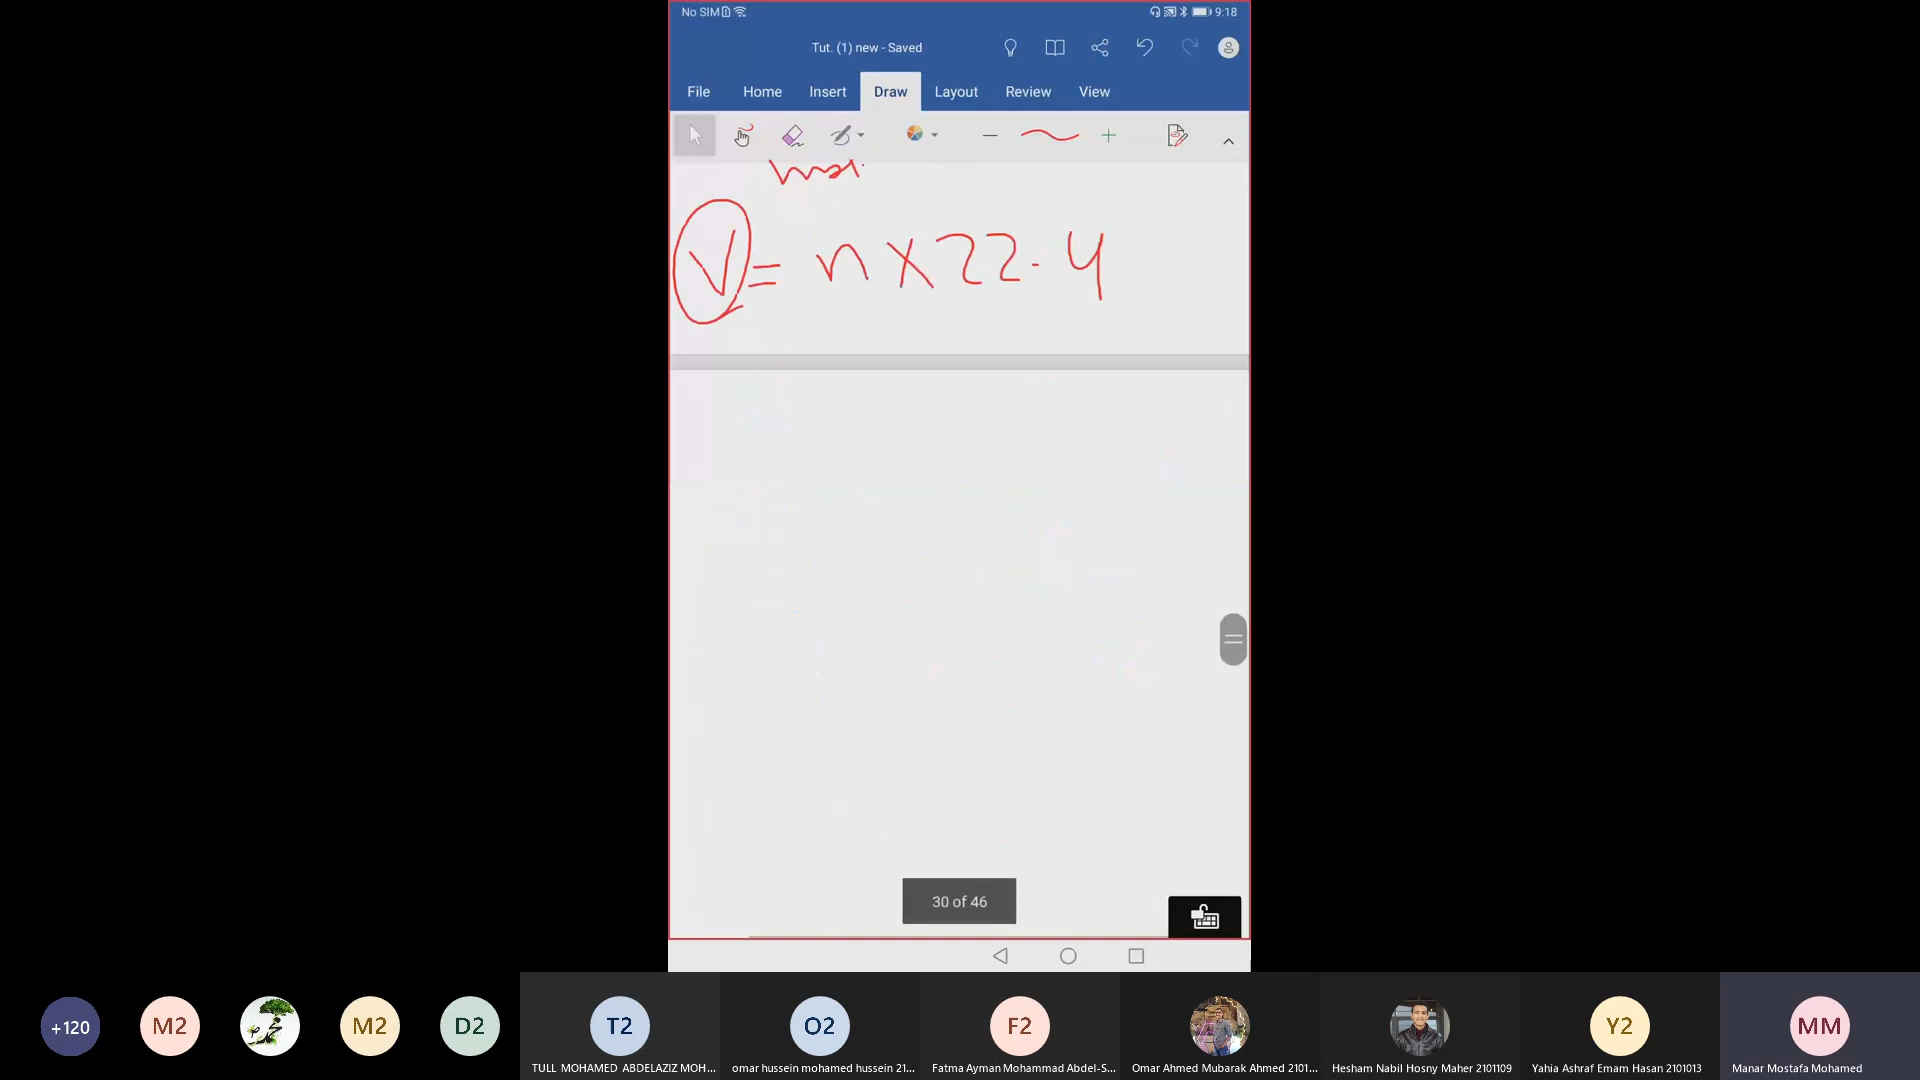 No SIM 9:18
Tut. (1) new - Saved
File Home Insert Draw Layout Review View
V = n X 22.4
30 of 46
+120 M2 M2 D2 T2 O2 F2 Y2 MM
TULL MOHAMED ABDELAZIZ MOH... omar hussein mohamed hussein 21... Fatma Ayman Mohammad Abdel-S... Omar Ahmed Mubarak Ahmed 2101... Hesham Nabil Hosny Maher 2101109 Yahia Ashraf Emam Hasan 2101013 Manar Mostafa Mohamed